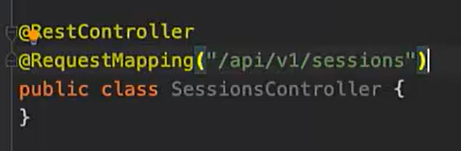 @RestController
@RequestMapping("/api/v1/sessions")
public class SessionsController {
}